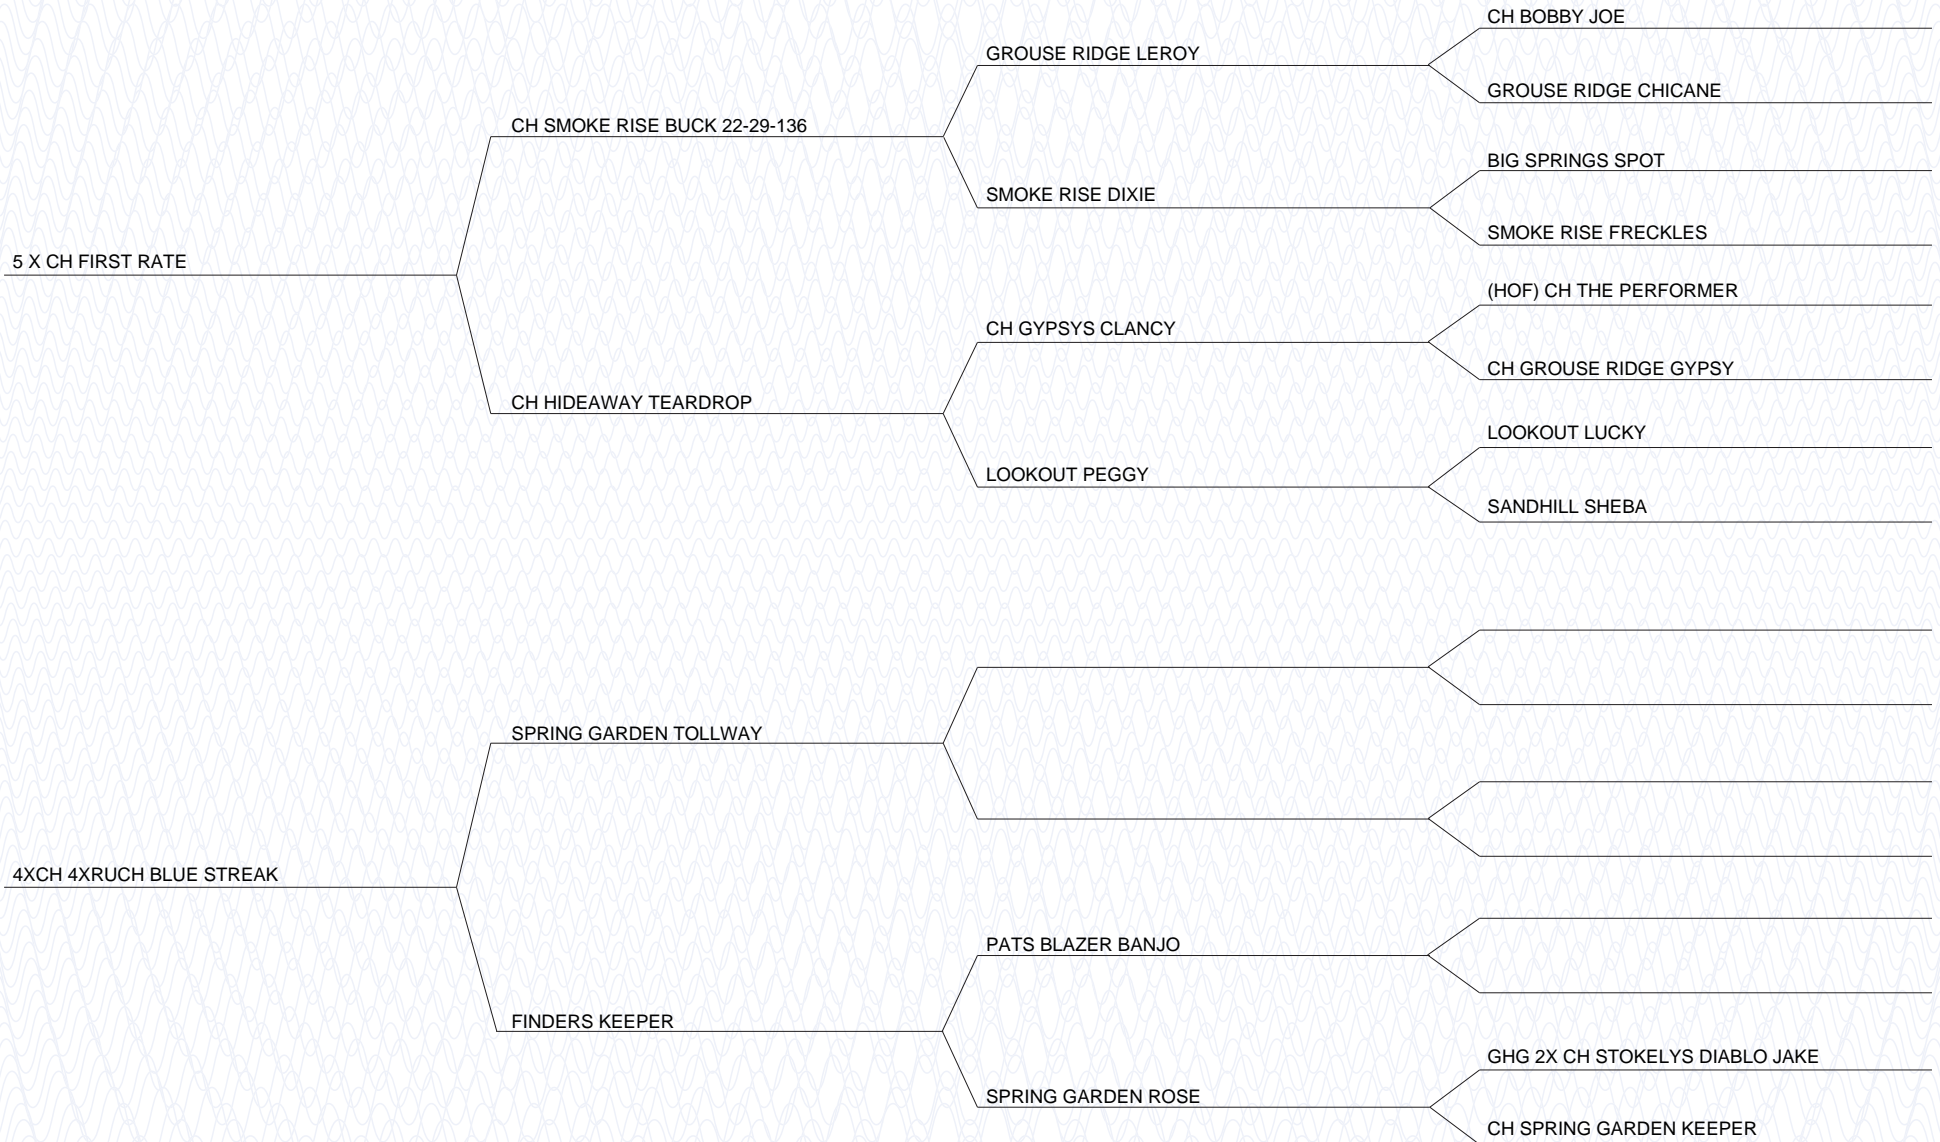 CH BOBBY JOE
GROUSE RIDGE LEROY
GROUSE RIDGE CHICANE
CH SMOKE RISE BUCK 22-29-136
BIG SPRINGS SPOT
SMOKE RISE DIXIE
SMOKE RISE FRECKLES
5 X CH FIRST RATE
(HOF) CH THE PERFORMER
CH GYPSYS CLANCY
CH GROUSE RIDGE GYPSY
CH HIDEAWAY TEARDROP
LOOKOUT LUCKY
LOOKOUT PEGGY
SANDHILL SHEBA
SPRING GARDEN TOLLWAY
4XCH 4XRUCH BLUE STREAK
PATS BLAZER BANJO
FINDERS KEEPER
GHG 2X CH STOKELYS DIABLO JAKE
SPRING GARDEN ROSE
CH SPRING GARDEN KEEPER